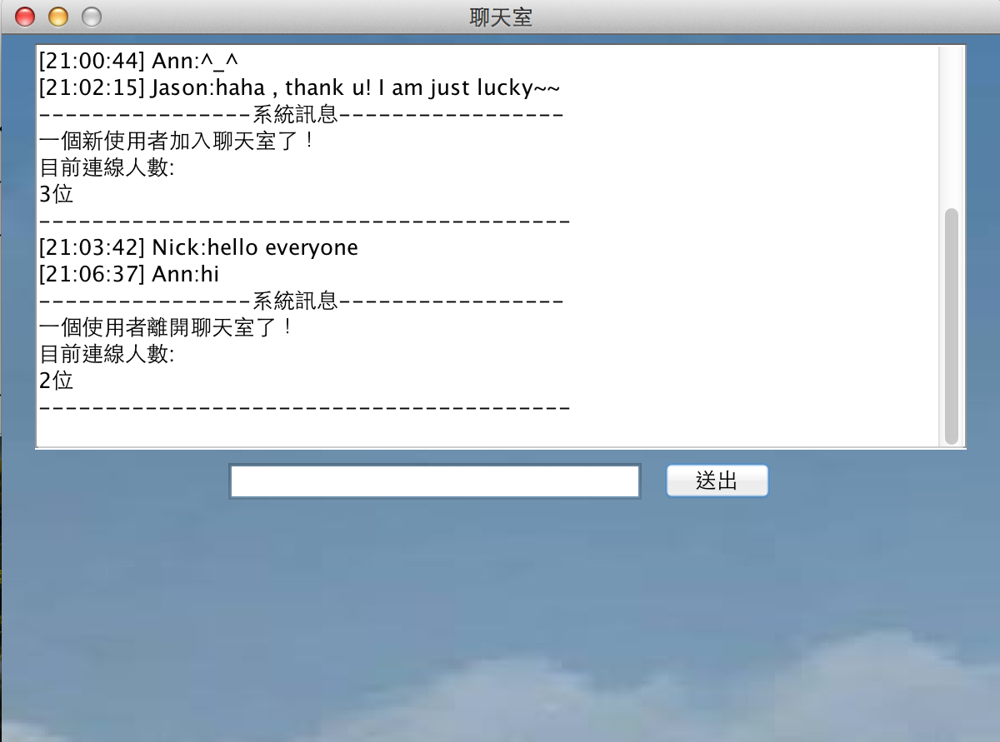 聊天室
[21:00:44] Ann:^_^
[21:02:15] Jason:haha , thank u! I am just lucky~~
----------------系統訊息-----------------
一個新使用者加入聊天室了！
目前連線人數:
3位
----------------------------------------
[21:03:42] Nick:hello everyone
[21:06:37] Ann:hi
----------------系統訊息-----------------
一個使用者離開聊天室了！
目前連線人數:
2位
----------------------------------------
送出